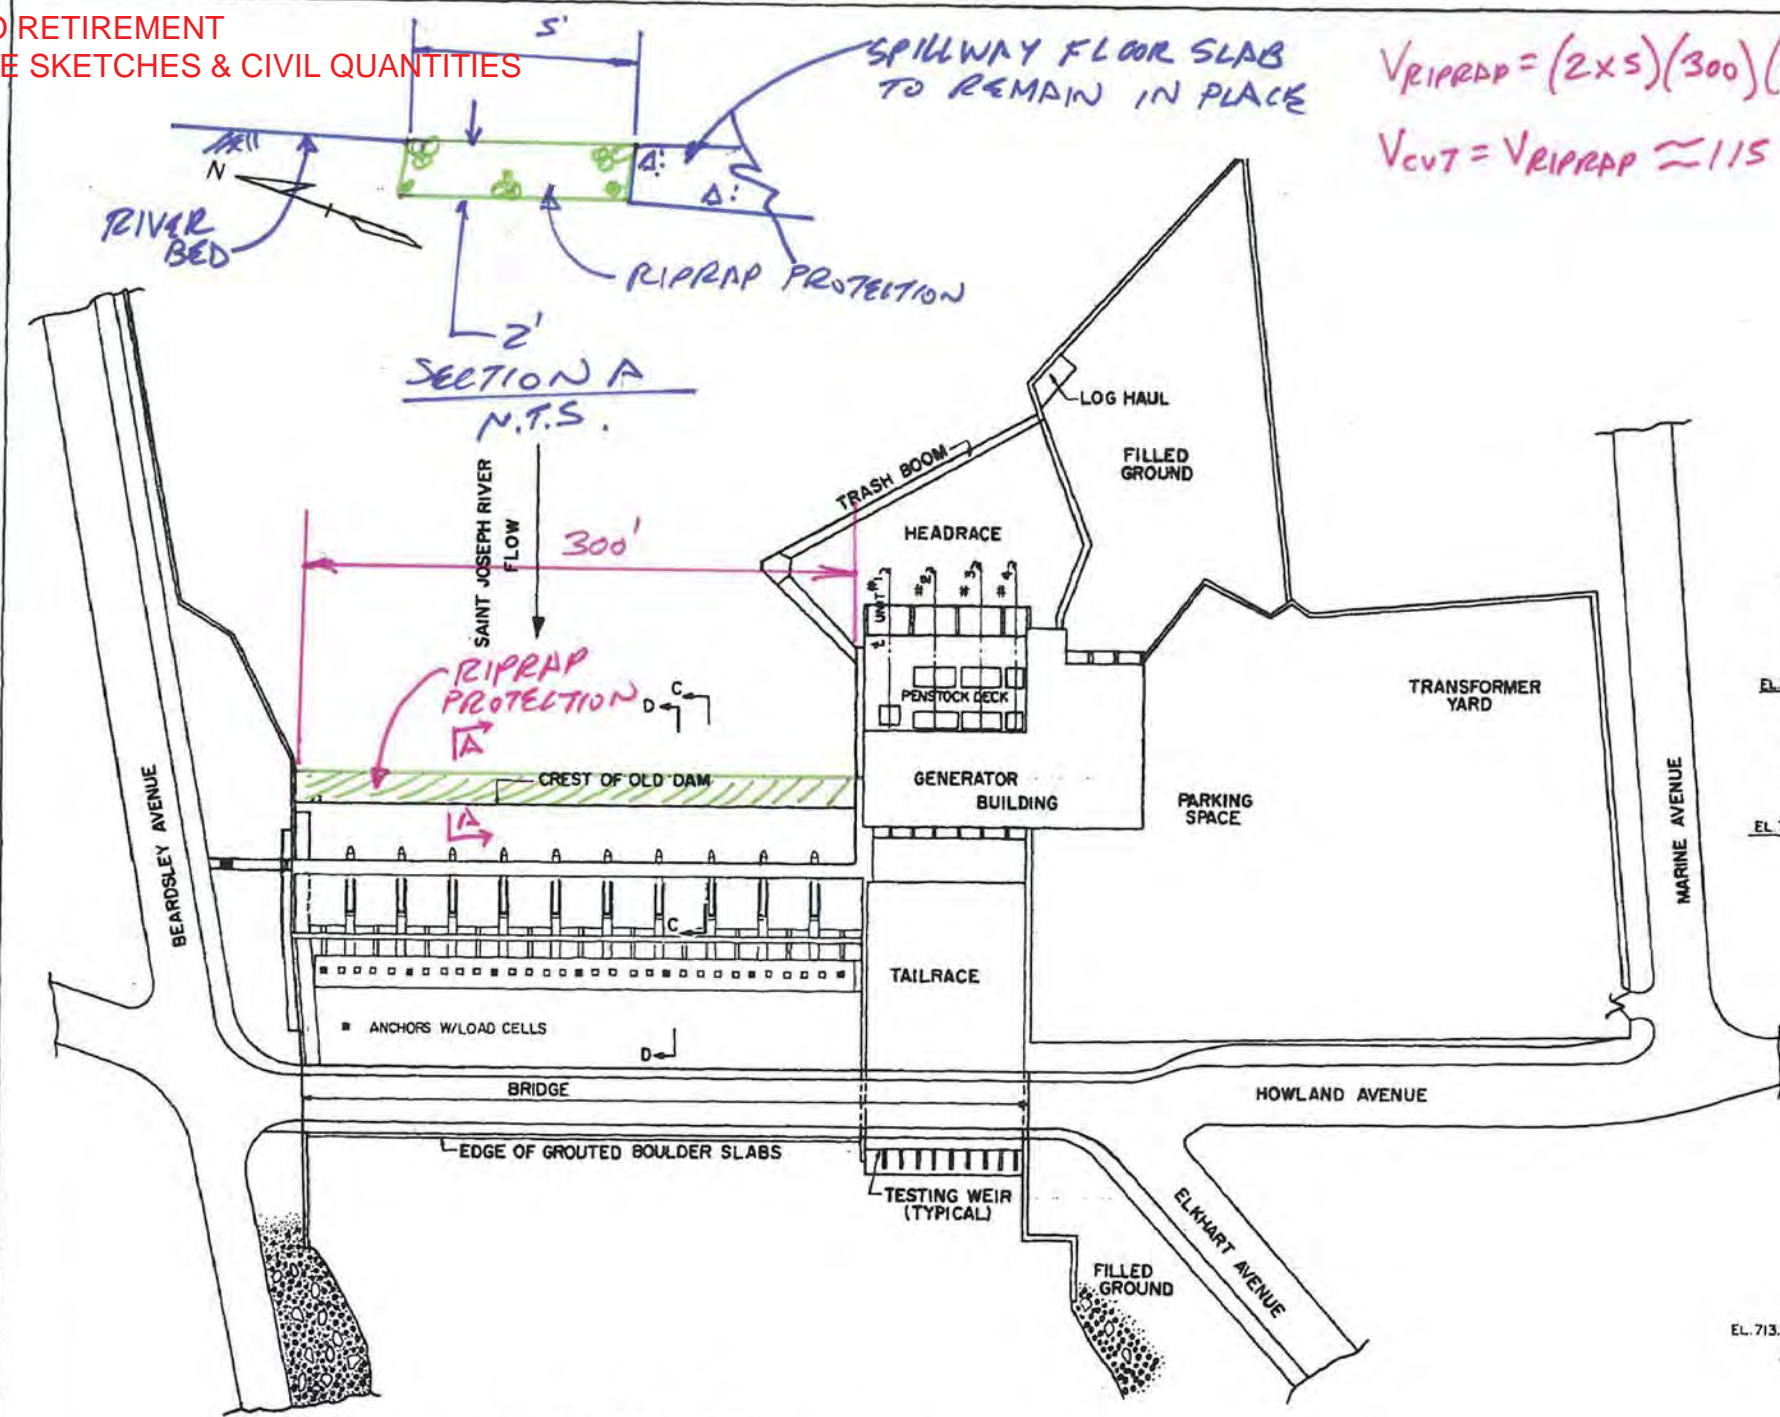 RETIREMENT
SKETCHES & CIVIL QUANTITIES
5'
SPILLWAY FLOOR SLAB
TO REMAIN IN PLACE
VRIPRAP = (2x5)(300)(
VCUT = VRIPRAP ≈ 115
N
RIVER
BED
RIPRAP PROTECTION
2'
SECTION A
N.T.S.
LOG HAUL
FILLED
GROUND
TRASH BOOM
HEADRACE
SAINT JOSEPH RIVER
FLOW
300'
UNIT #1
#2
#3
#4
RIPRAP
PROTECTION
C
D
A
PENSTOCK DECK
TRANSFORMER
YARD
EL.
CREST OF OLD DAM
GENERATOR
BUILDING
PARKING
SPACE
BEARDSLEY AVENUE
MARINE AVENUE
A
C
TAILRACE
ANCHORS W/LOAD CELLS
D
BRIDGE
HOWLAND AVENUE
EDGE OF GROUTED BOULDER SLABS
TESTING WEIR
(TYPICAL)
ELKHART AVENUE
FILLED
GROUND
EL. 713.